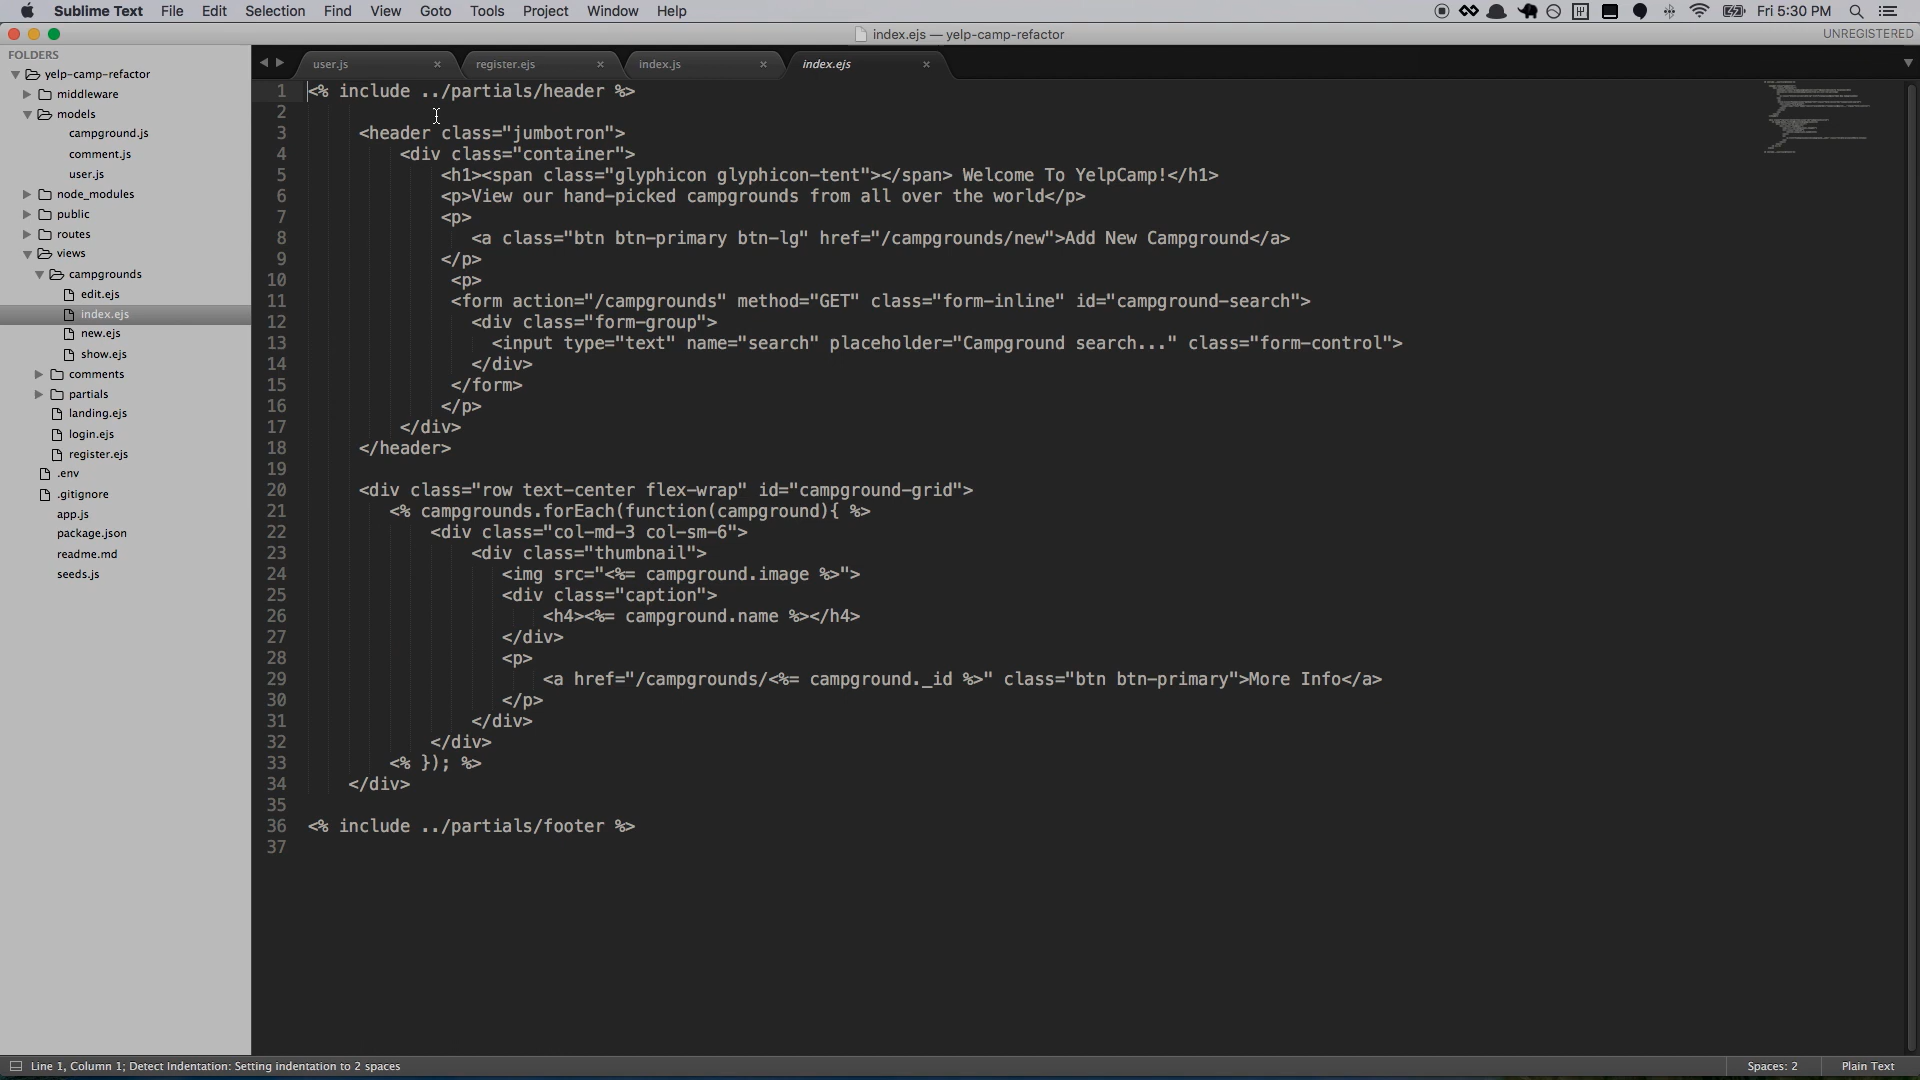 Sublime Text File Edit Selection Find View Goto Tools Project Window Help Fri 5:30 PM
index.ejs — yelp-camp-refactor UNREGISTERED
FOLDERS
yelp-camp-refactor
middleware
models
campground.js
comment.js
user.js
node_modules
public
routes
views
campgrounds
edit.ejs
index.ejs
new.ejs
show.ejs
comments
partials
landing.ejs
login.ejs
register.ejs
.env
.gitignore
app.js
package.json
readme.md
seeds.js
user.js × register.ejs × index.js × index.ejs ×
1 <% include ../partials/header %>
2
3 <header class="jumbotron">
4 <div class="container">
5 <h1><span class="glyphicon glyphicon-tent"></span> Welcome To YelpCamp!</h1>
6 <p>View our hand-picked campgrounds from all over the world</p>
7 <p>
8 <a class="btn btn-primary btn-lg" href="/campgrounds/new">Add New Campground</a>
9 </p>
10 <p>
11 <form action="/campgrounds" method="GET" class="form-inline" id="campground-search">
12 <div class="form-group">
13 <input type="text" name="search" placeholder="Campground search..." class="form-control">
14 </div>
15 </form>
16 </p>
17 </div>
18 </header>
19
20 <div class="row text-center flex-wrap" id="campground-grid">
21 <% campgrounds.forEach(function(campground){ %>
22 <div class="col-md-3 col-sm-6">
23 <div class="thumbnail">
24 <img src="<%= campground.image %>">
25 <div class="caption">
26 <h4><%= campground.name %></h4>
27 </div>
28 <p>
29 <a href="/campgrounds/<%= campground._id %>" class="btn btn-primary">More Info</a>
30 </p>
31 </div>
32 </div>
33 <% }); %>
34 </div>
35
36 <% include ../partials/footer %>
37
Line 1, Column 1; Detect Indentation: Setting indentation to 2 spaces Spaces: 2 Plain Text